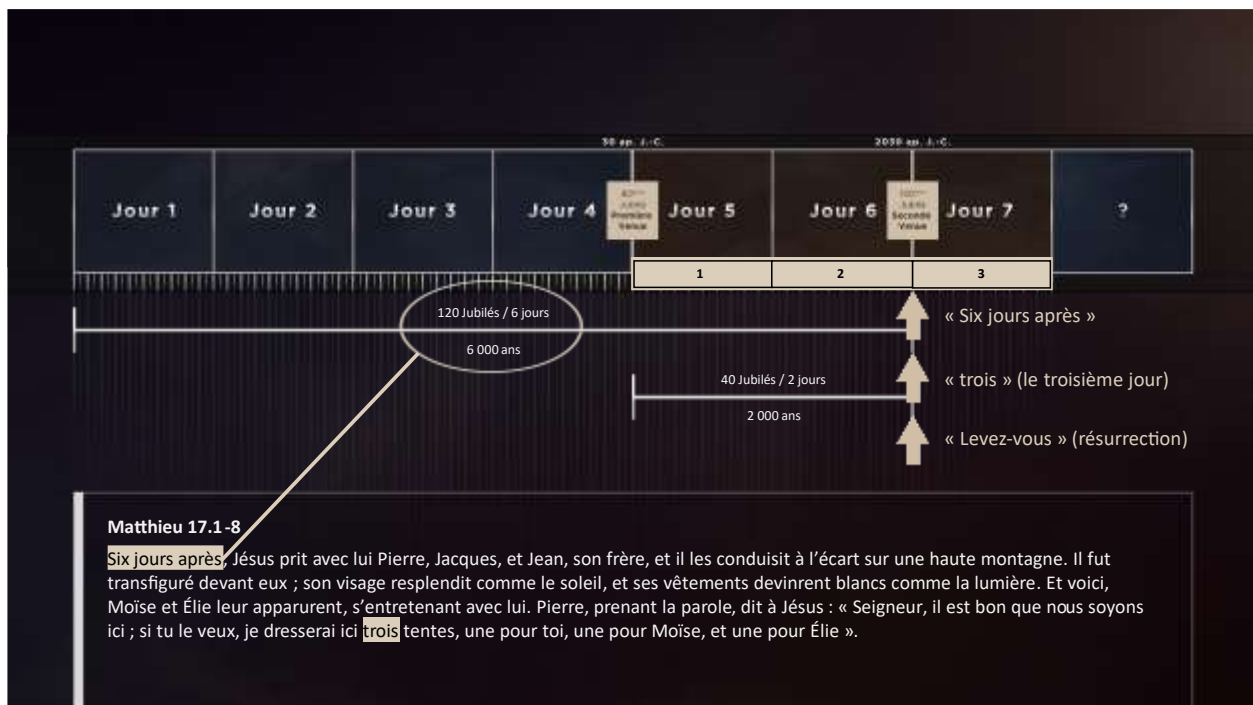 30 ap. J.-C.
2030 ap. J.-C.
Jour 1
Jour 2
Jour 3
Jour 4
Jour 5
Jour 6
Jour 7
?
Jubilé
Première
Venue
Jubilé
Seconde
Venue
1
2
3
120 Jubilés / 6 jours
6 000 ans
« Six jours après »
40 Jubilés / 2 jours
2 000 ans
« trois » (le troisième jour)
« Levez-vous » (résurrection)
Matthieu 17.1-8
Six jours après, Jésus prit avec lui Pierre, Jacques, et Jean, son frère, et il les conduisit à l’écart sur une haute montagne. Il fut
transfiguré devant eux ; son visage resplendit comme le soleil, et ses vêtements devinrent blancs comme la lumière. Et voici,
Moïse et Élie leur apparurent, s’entretenant avec lui. Pierre, prenant la parole, dit à Jésus : « Seigneur, il est bon que nous soyons
ici ; si tu le veux, je dresserai ici trois tentes, une pour toi, une pour Moïse, et une pour Élie ».